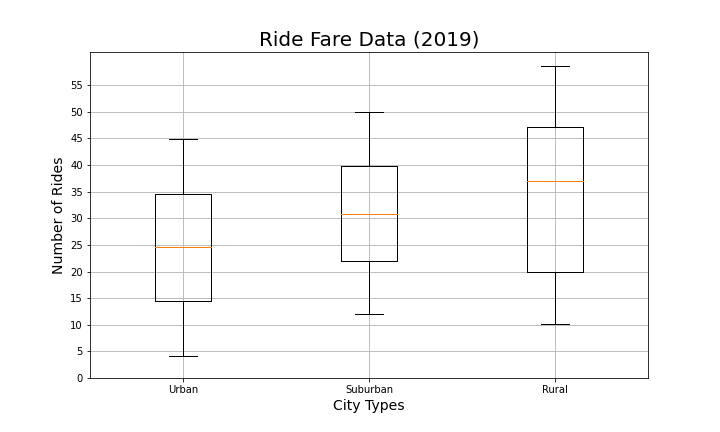 Ride Fare Data (2019)
Number of Rides
55
50
45
40
35
30
25
20
15
10
5
0
Urban
Suburban
Rural
City Types